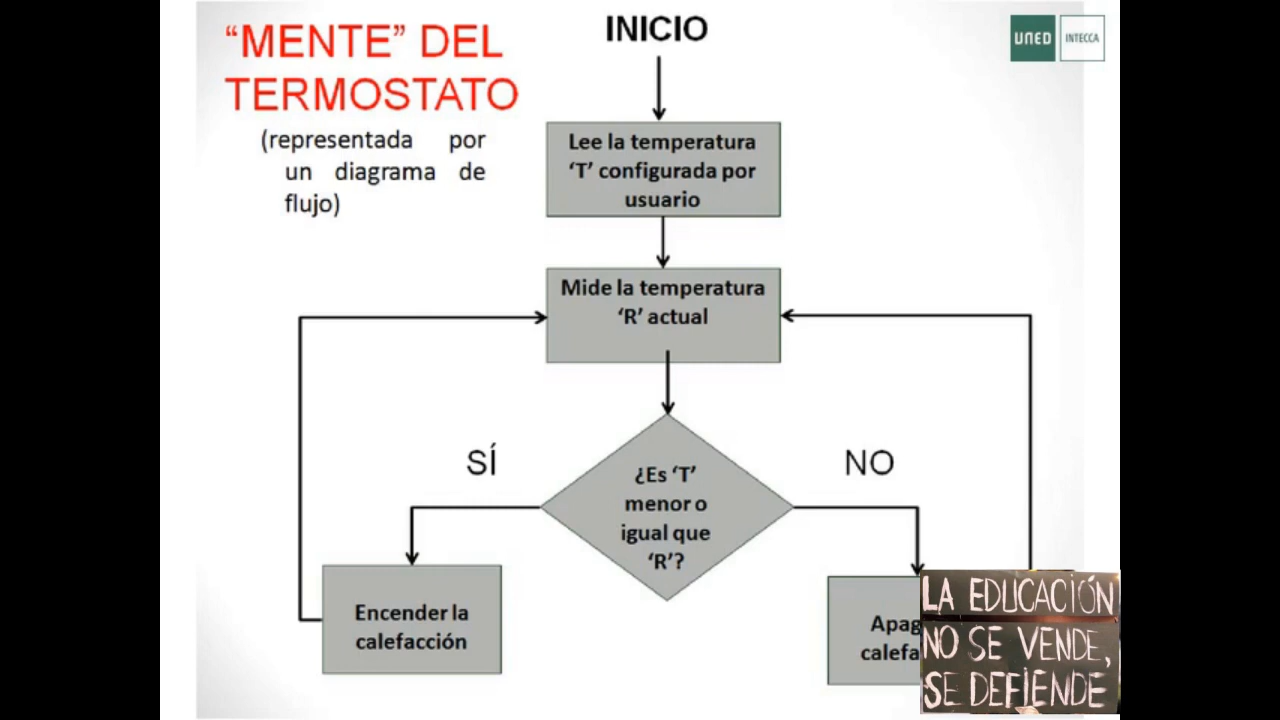 “MENTE” DEL
TERMOSTATO
(representada por
un diagrama de
flujo)
INICIO
UNED
INTECCA
Lee la temperatura
‘T’ configurada por
usuario
Mide la temperatura
‘R’ actual
SÍ
NO
¿Es ‘T’
menor o
igual que
‘R’?
Encender la
calefacción
LA EDUCACIÓN
NO SE VENDE,
SE DEFIENDE